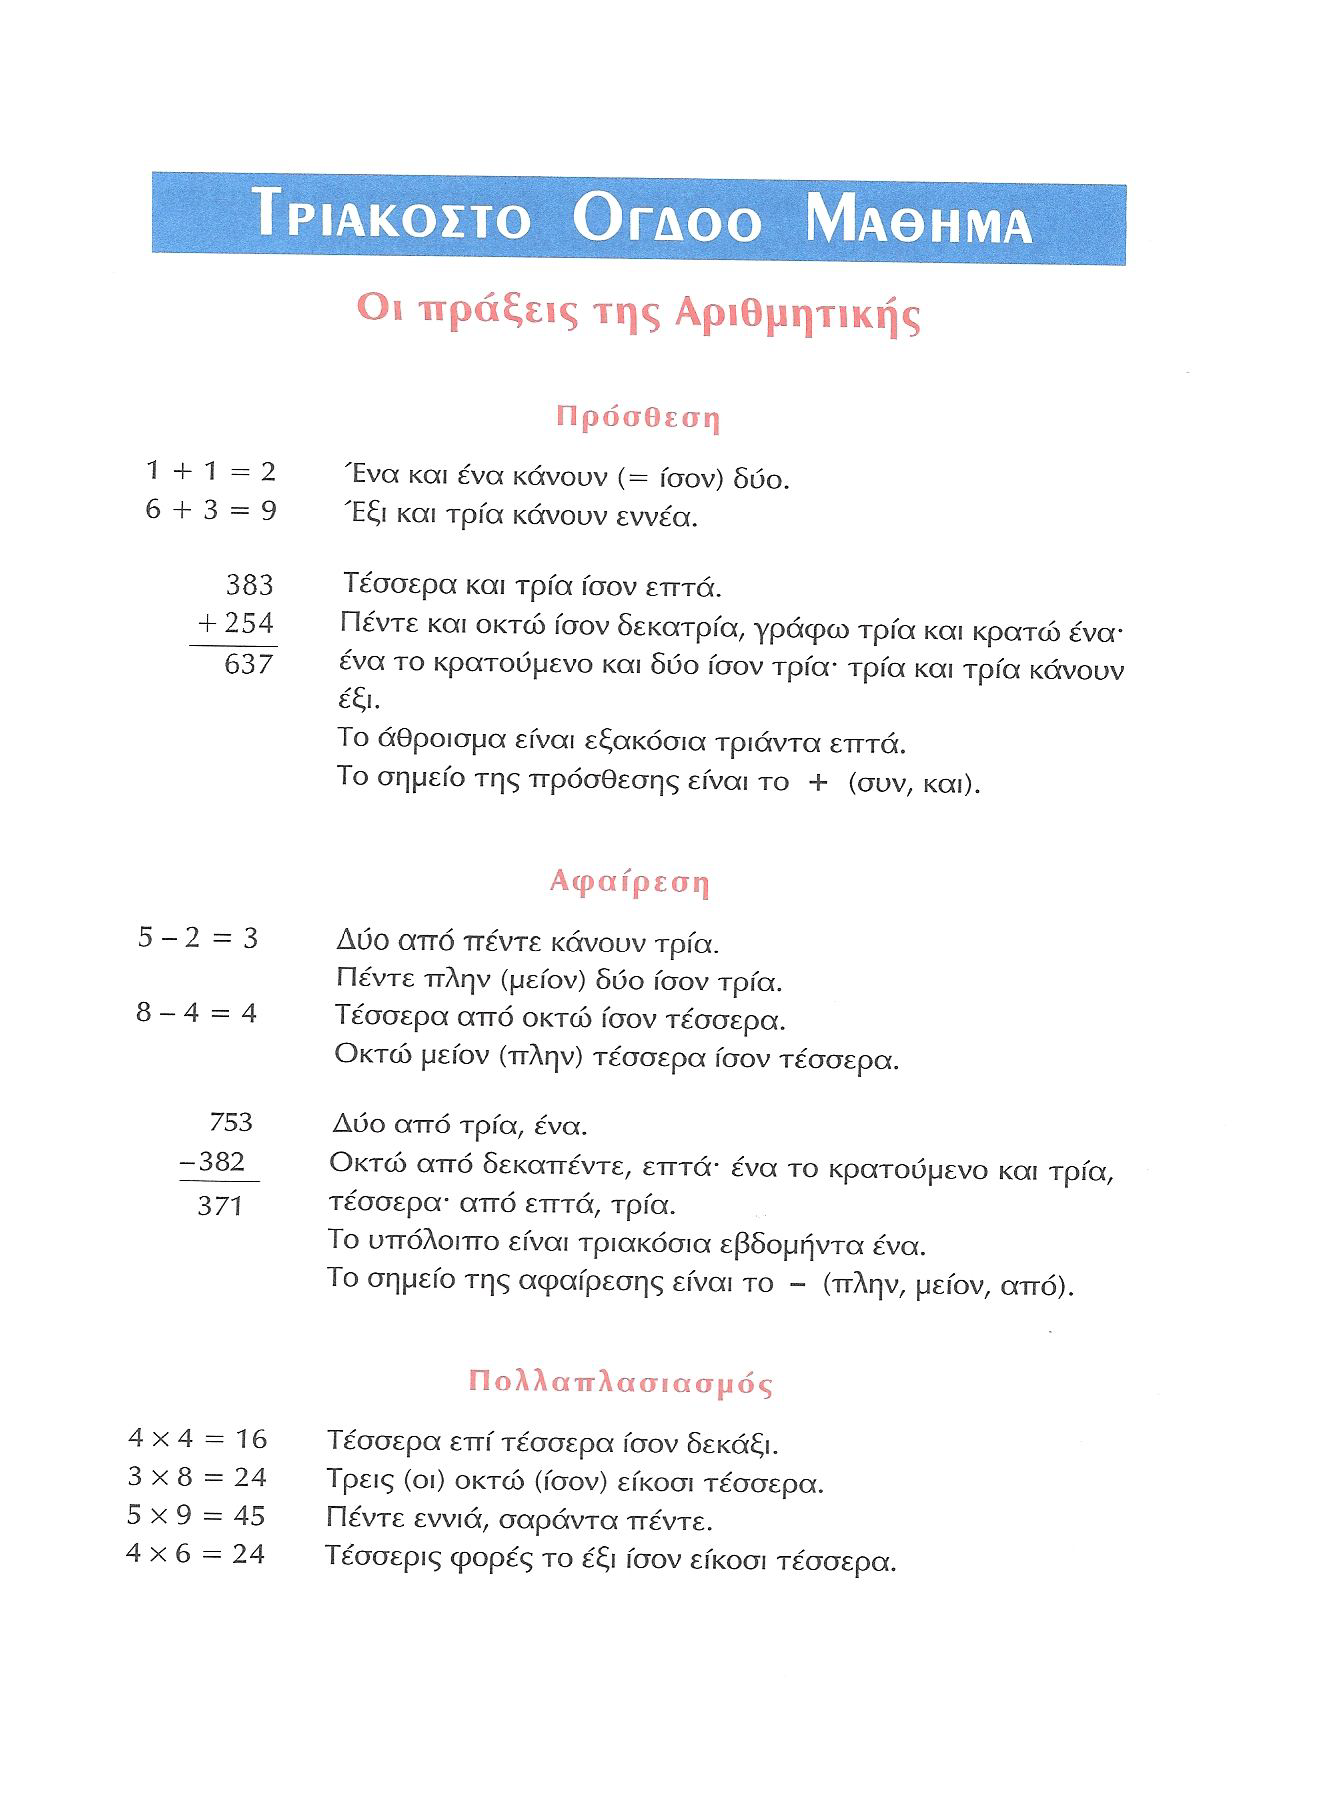 ΤΡΙΑΚΟΣΤΟ ΟΓΔΟΟ ΜΑΘΗΜΑ
Οι πράξεις της Αριθμητικής
Πρόσθεση
1 + 1 = 2 Ένα και ένα κάνουν (= ίσον) δύο.
6 + 3 = 9 Έξι και τρία κάνουν εννέα.
383 Τέσσερα και τρία ίσον επτά.
+ 254 Πέντε και οκτώ ίσον δεκατρία, γράφω τρία και κρατώ ένα·
637 ένα το κρατούμενο και δύο ίσον τρία· τρία και τρία κάνουν
έξι.
Το άθροισμα είναι εξακόσια τριάντα επτά.
Το σημείο της πρόσθεσης είναι το + (συν, και).
Αφαίρεση
5 – 2 = 3 Δύο από πέντε κάνουν τρία.
Πέντε πλην (μείον) δύο ίσον τρία.
8 – 4 = 4 Τέσσερα από οκτώ ίσον τέσσερα.
Οκτώ μείον (πλην) τέσσερα ίσον τέσσερα.
753 Δύο από τρία, ένα.
–382 Οκτώ από δεκαπέντε, επτά· ένα το κρατούμενο και τρία,
371 τέσσερα· από επτά, τρία.
Το υπόλοιπο είναι τριακόσια εβδομήντα ένα.
Το σημείο της αφαίρεσης είναι το – (πλην, μείον, από).
Πολλαπλασιασμός
4 × 4 = 16 Τέσσερα επί τέσσερα ίσον δεκάξι.
3 × 8 = 24 Τρεις (οι) οκτώ (ίσον) είκοσι τέσσερα.
5 × 9 = 45 Πέντε εννιά, σαράντα πέντε.
4 × 6 = 24 Τέσσερις φορές το έξι ίσον είκοσι τέσσερα.